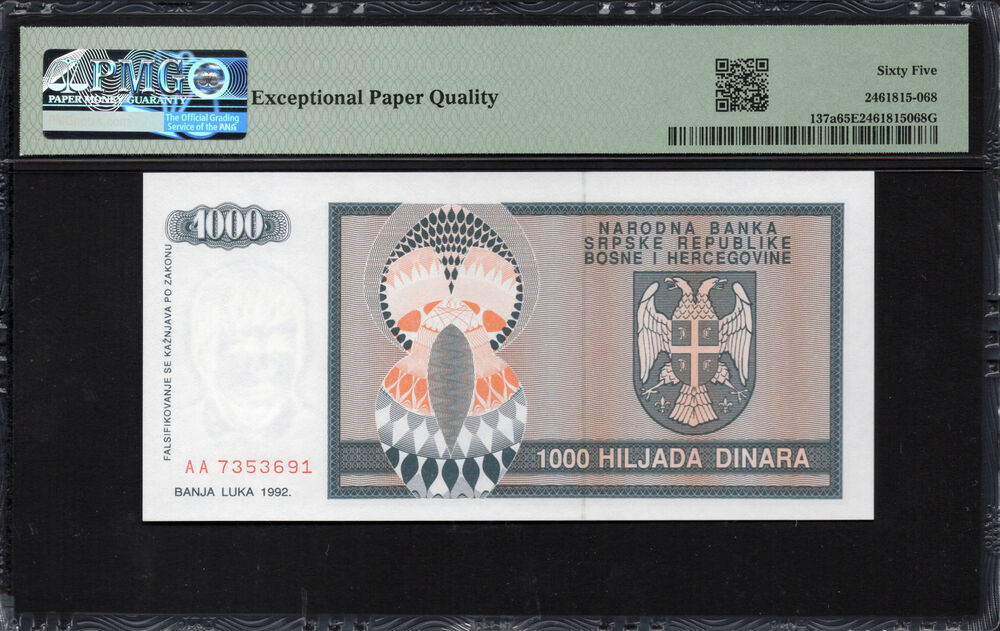 PMG
PAPER MONEY GUARANTY
The Official Grading
Service of the ANA
Exceptional Paper Quality
Sixty Five
2461815-068
137a65E2461815068G
1000
FALSIFIKOVANJE SE KAŽNJAVA PO ZAKONU
NARODNA BANKA
SRPSKE REPUBLIKE
BOSNE I HERCEGOVINE
AA 7353691
BANJA LUKA 1992.
1000 HILJADA DINARA